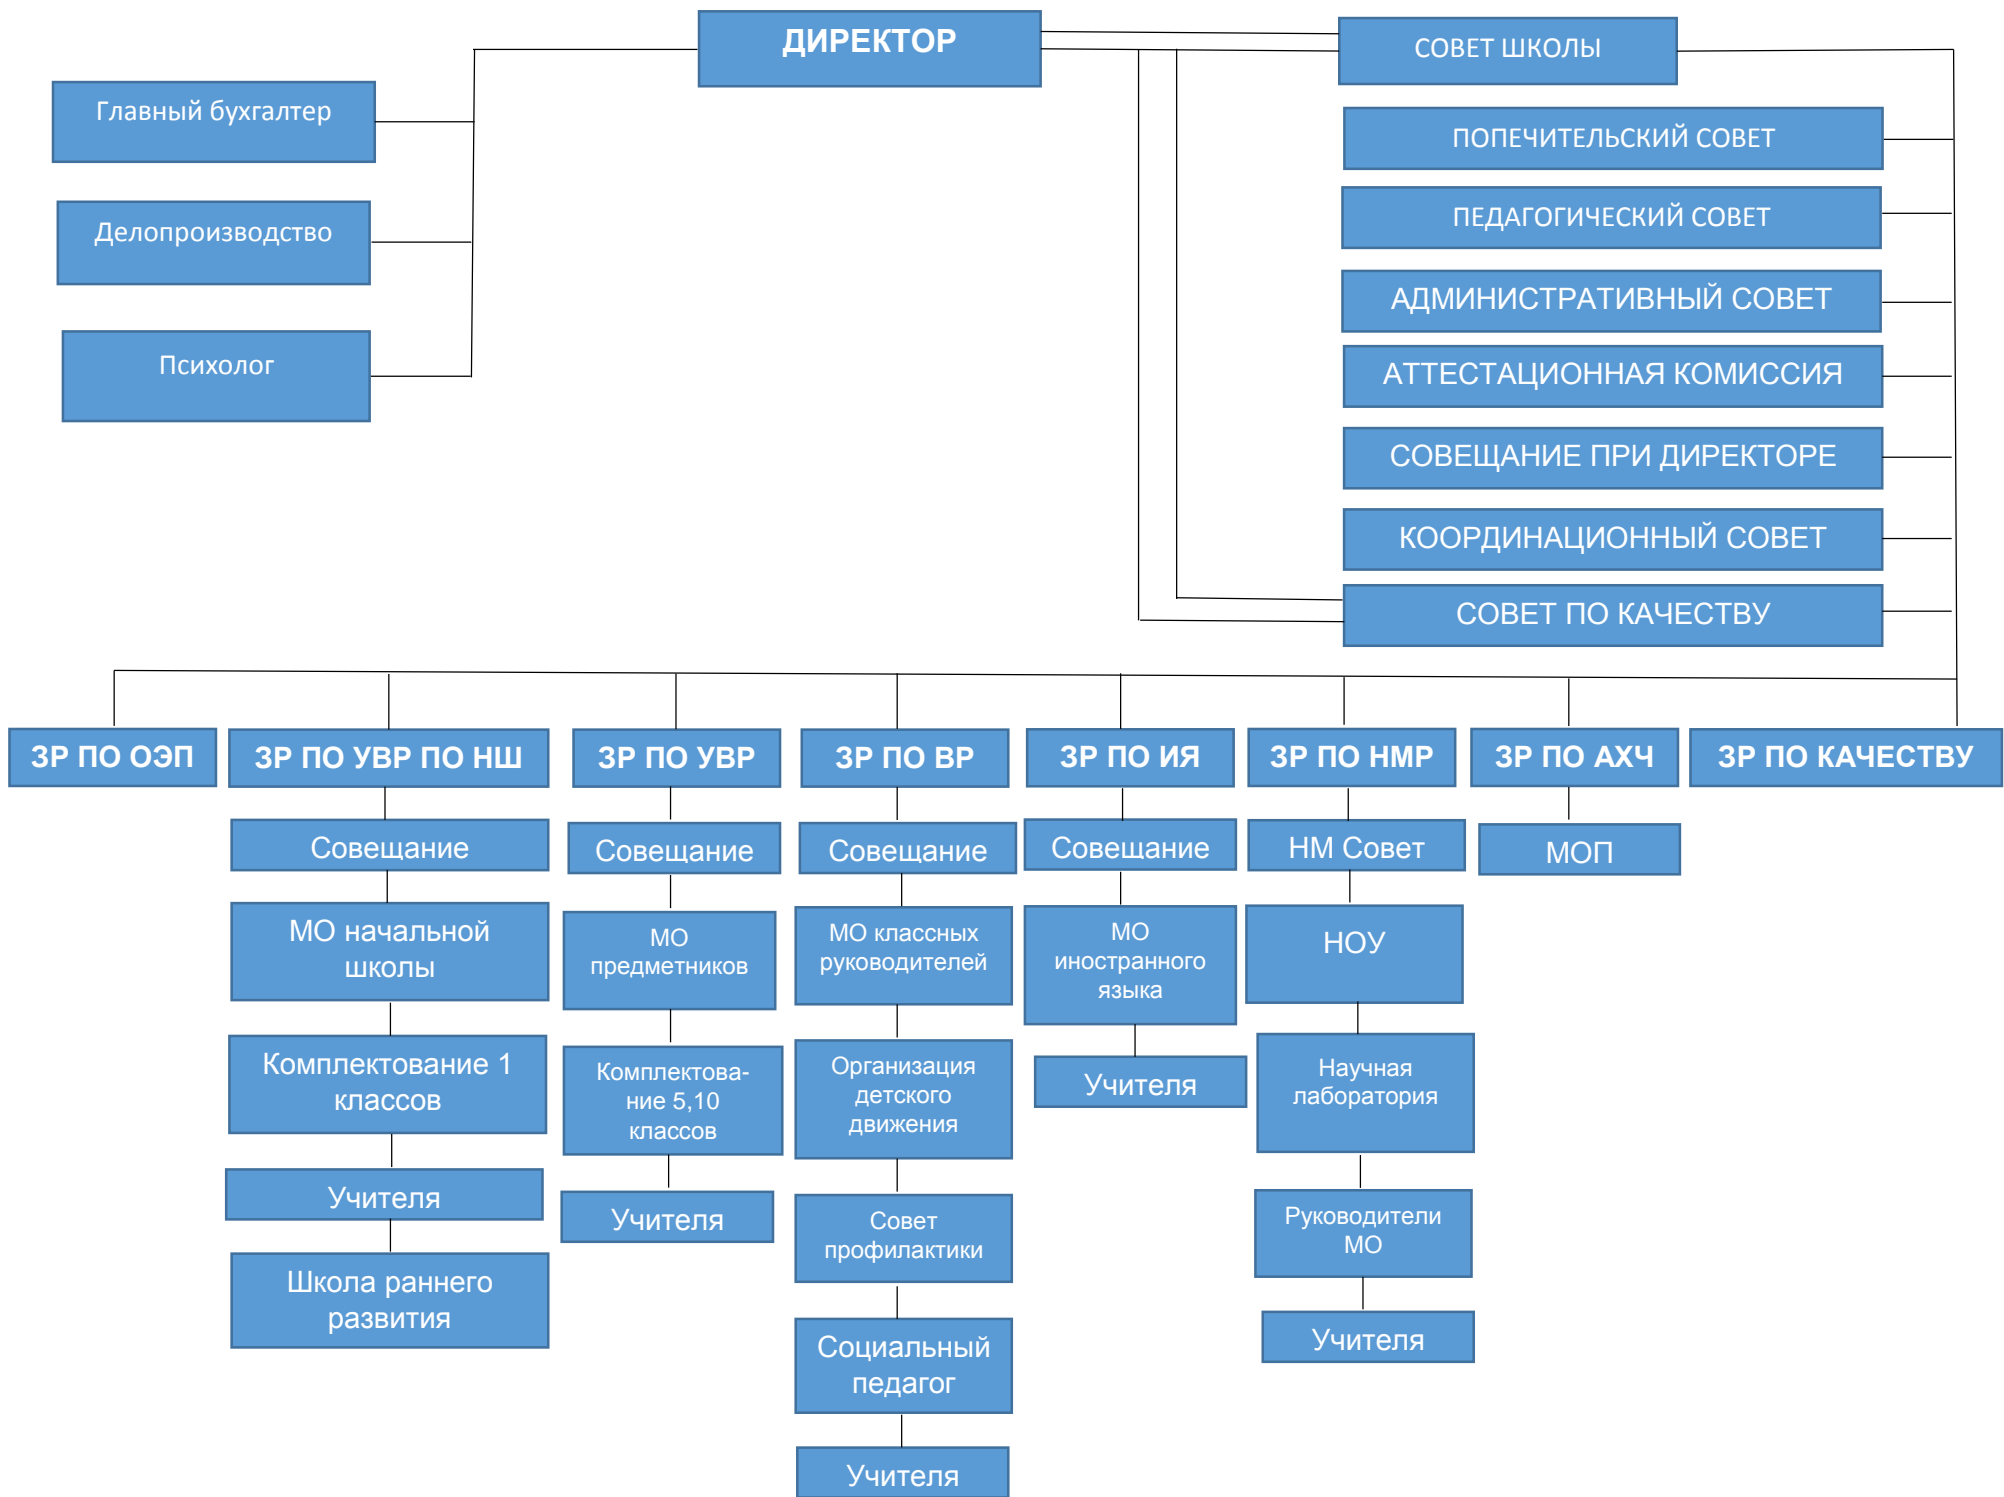 ДИРЕКТОР
СОВЕТ ШКОЛЫ
Главный бухгалтер
Делопроизводство
Психолог
ПОПЕЧИТЕЛЬСКИЙ СОВЕТ
ПЕДАГОГИЧЕСКИЙ СОВЕТ
АДМИНИСТРАТИВНЫЙ СОВЕТ
АТТЕСТАЦИОННАЯ КОМИССИЯ
СОВЕЩАНИЕ ПРИ ДИРЕКТОРЕ
КООРДИНАЦИОННЫЙ СОВЕТ
СОВЕТ ПО КАЧЕСТВУ
ЗР ПО ОЭП
ЗР ПО УВР ПО НШ
Совещание
МО начальной
школы
Комплектование 1
классов
Учителя
Школа раннего
развития
ЗР ПО УВР
Совещание
МО
предметников
Комплектова-
ние 5,10
классов
Учителя
ЗР ПО ВР
Совещание
МО классных
руководителей
Организация
детского
движения
Совет
профилактики
Социальный
педагог
Учителя
ЗР ПО ИЯ
Совещание
МО
иностранного
языка
Учителя
ЗР ПО НМР
НМ Совет
НОУ
Научная
лаборатория
Руководители
МО
Учителя
ЗР ПО АХЧ
МОП
ЗР ПО КАЧЕСТВУ